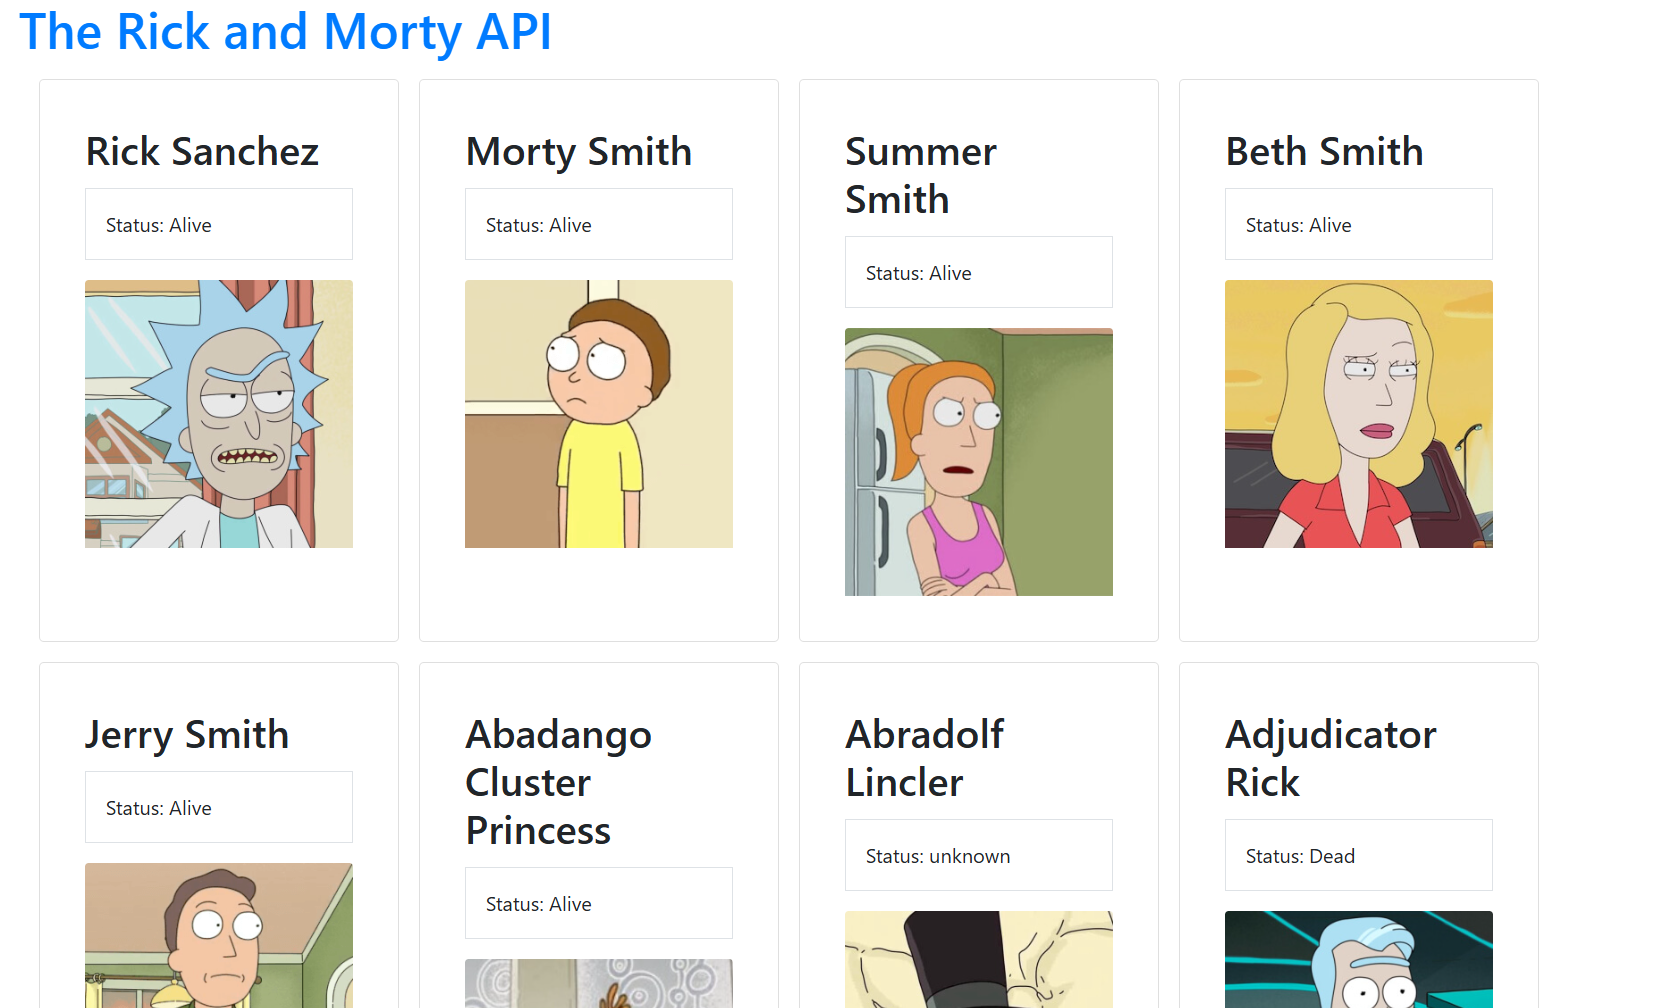 The Rick and Morty API
Rick Sanchez
Status: Alive
Morty Smith
Status: Alive
Summer
Smith
Status: Alive
Beth Smith
Status: Alive
Jerry Smith
Status: Alive
Abadango
Cluster
Princess
Status: Alive
Abradolf
Lincler
Status: unknown
Adjudicator
Rick
Status: Dead